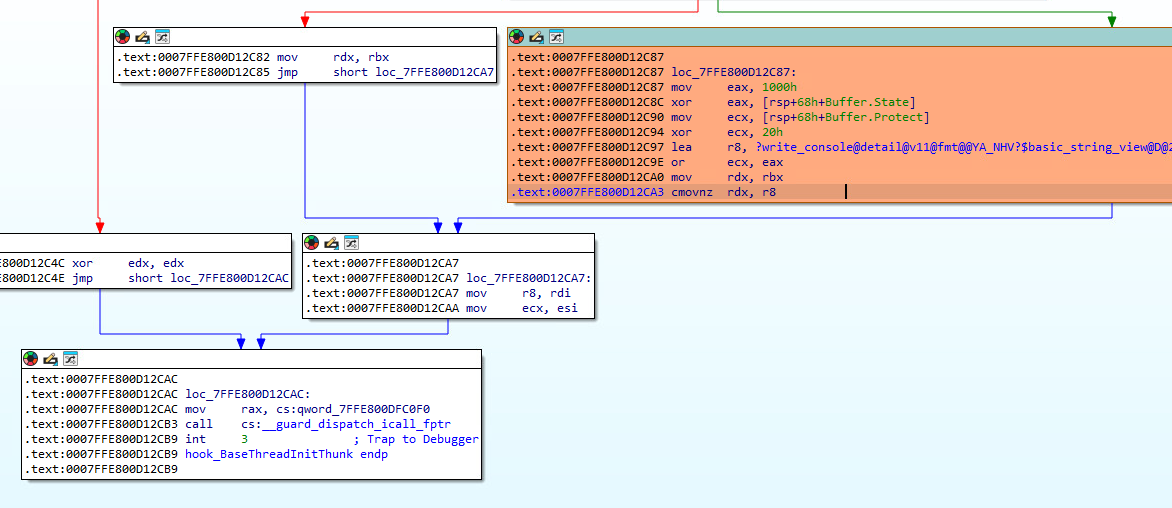 .text:0007FFE800D12C82 mov rdx, rbx
.text:0007FFE800D12C85 jmp short loc_7FFE800D12CA7
.text:0007FFE800D12C87
.text:0007FFE800D12C87 loc_7FFE800D12C87:
.text:0007FFE800D12C87 mov eax, 1000h
.text:0007FFE800D12C8C xor eax, [rsp+68h+Buffer.State]
.text:0007FFE800D12C90 mov ecx, [rsp+68h+Buffer.Protect]
.text:0007FFE800D12C94 xor ecx, 20h
.text:0007FFE800D12C97 lea r8, ?write_console@detail@v11@fmt@@YA_NHV?$basic_string_view@D@2
.text:0007FFE800D12C9E or ecx, eax
.text:0007FFE800D12CA0 mov rdx, rbx
.text:0007FFE800D12CA3 cmovnz rdx, r8
E800D12C4C xor edx, edx
E800D12C4E jmp short loc_7FFE800D12CAC
.text:0007FFE800D12CA7
.text:0007FFE800D12CA7 loc_7FFE800D12CA7:
.text:0007FFE800D12CA7 mov r8, rdi
.text:0007FFE800D12CAA mov ecx, esi
.text:0007FFE800D12CAC
.text:0007FFE800D12CAC loc_7FFE800D12CAC:
.text:0007FFE800D12CAC mov rax, cs:qword_7FFE800DFC0F0
.text:0007FFE800D12CB3 call cs:__guard_dispatch_icall_fptr
.text:0007FFE800D12CB9 int 3 ; Trap to Debugger
.text:0007FFE800D12CB9 hook_BaseThreadInitThunk endp
.text:0007FFE800D12CB9